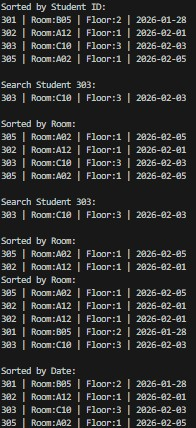 Sorted by Student ID:
301 | Room:B05 | Floor:2 | 2026-01-28
302 | Room:A12 | Floor:1 | 2026-02-01
303 | Room:C10 | Floor:3 | 2026-02-03
305 | Room:A02 | Floor:1 | 2026-02-05
Search Student 303:
303 | Room:C10 | Floor:3 | 2026-02-03
Sorted by Room:
305 | Room:A02 | Floor:1 | 2026-02-05
302 | Room:A12 | Floor:1 | 2026-02-01
303 | Room:C10 | Floor:3 | 2026-02-03
305 | Room:A02 | Floor:1 | 2026-02-05
Search Student 303:
303 | Room:C10 | Floor:3 | 2026-02-03
Sorted by Room:
305 | Room:A02 | Floor:1 | 2026-02-05
302 | Room:A12 | Floor:1 | 2026-02-01
Sorted by Room:
305 | Room:A02 | Floor:1 | 2026-02-05
302 | Room:A12 | Floor:1 | 2026-02-01
302 | Room:A12 | Floor:1 | 2026-02-01
301 | Room:B05 | Floor:2 | 2026-01-28
303 | Room:C10 | Floor:3 | 2026-02-03
Sorted by Date:
301 | Room:B05 | Floor:2 | 2026-01-28
302 | Room:A12 | Floor:1 | 2026-02-01
303 | Room:C10 | Floor:3 | 2026-02-03
305 | Room:A02 | Floor:1 | 2026-02-05